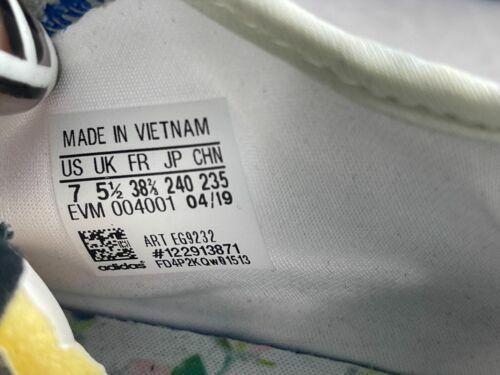 MADE IN VIETNAM
US UK FR JP CHN
7 5½ 38⅔ 240 235
EVM 004001 04/19
ART EG9232
#122913871
adidas FD4P2KQW01513